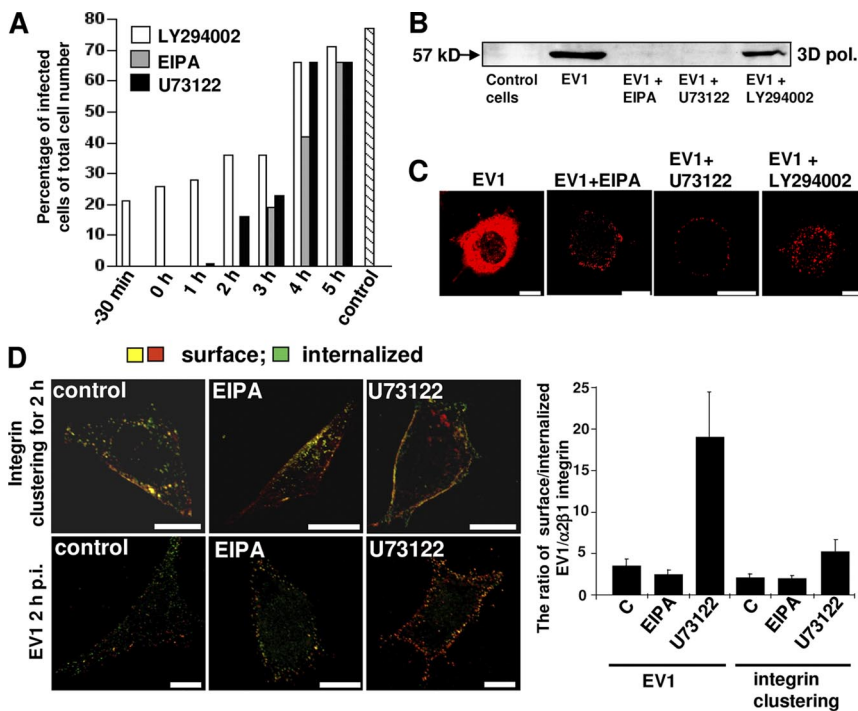 A
Percentage of infected
cells of total cell number
80
70
60
50
40
30
20
10
0
LY294002
EIPA
U73122
-30 min
0 h
1 h
2 h
3 h
4 h
5 h
control
B
57 kD
3D pol.
Control
cells
EV1
EV1 +
EIPA
EV1 +
U73122
EV1 +
LY294002
C
EV1
EV1+EIPA
EV1+
U73122
EV1 +
LY294002
D
surface; internalized
Integrin
clustering for 2 h
control
EIPA
U73122
EV1 2 h p.i.
control
EIPA
U73122
The ratio of surface/internalized
EV1/α2β1 integrin
25
20
15
10
5
0
C
EIPA
U73122
C
EIPA
U73122
EV1
integrin
clustering